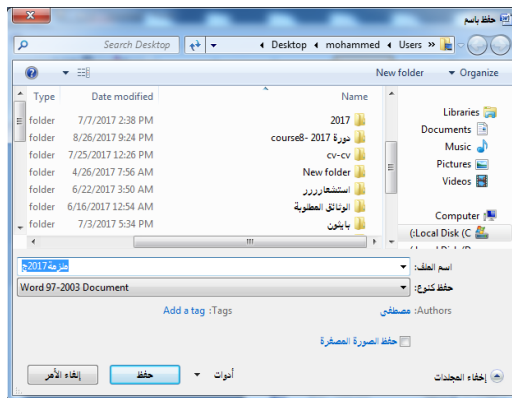 حفظ باسم
Users ◂ mohammed ◂ Desktop ◂
Search Desktop
Organize ▾
New folder
Libraries
Documents
Music
Pictures
Videos
Computer
Local Disk (C:)
Name Date modified Type
2017 7/7/2017 2:38 PM folder
دورة 2017 -course8 8/26/2017 9:24 PM folder
cv-cv 7/25/2017 12:26 PM folder
New folder 4/26/2017 7:56 AM folder
استشعارررر 6/22/2017 3:50 AM folder
الوثائق المطلوبة 6/16/2017 12:54 AM folder
بايثون 7/3/2017 5:34 PM folder
اسم الملف: ملزمة2017ج
حفظ كنوع: Word 97-2003 Document
Authors: مصطفى
Tags: Add a tag
حفظ الصورة المصغرة
إخفاء المجلدات
أدوات
حفظ
إلغاء الأمر